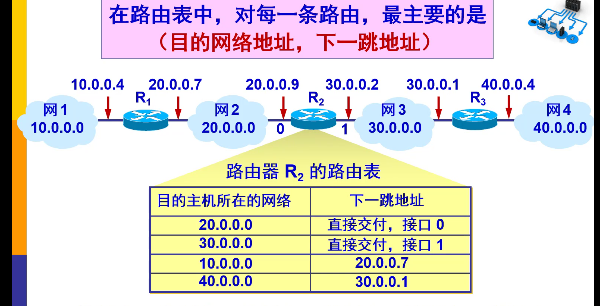 在路由表中，对每一条路由，最主要的是
（目的网络地址，下一跳地址）
10.0.0.4 20.0.0.7 20.0.0.9 30.0.0.2 30.0.0.1 40.0.0.4
网1 R1 网2 R2 网3 R3 网4
10.0.0.0 20.0.0.0 0 1 30.0.0.0 40.0.0.0
路由器 R2 的路由表
目的主机所在的网络 下一跳地址
20.0.0.0 直接交付，接口 0
30.0.0.0 直接交付，接口 1
10.0.0.0 20.0.0.7
40.0.0.0 30.0.0.1